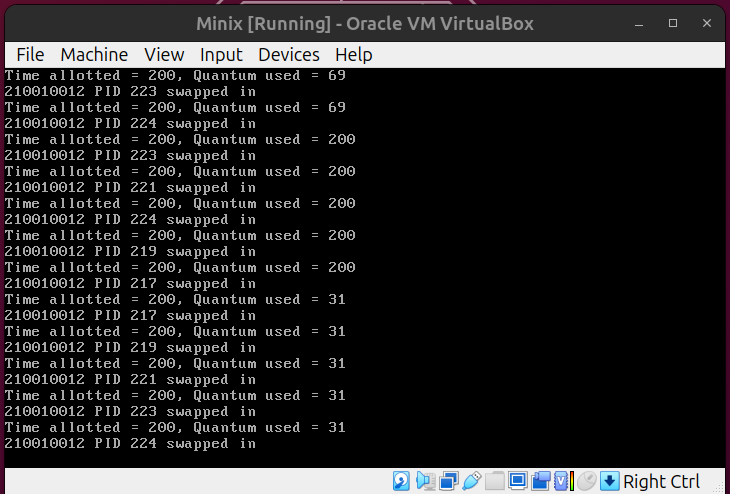 Minix [Running] - Oracle VM VirtualBox
File Machine View Input Devices Help
Time allotted = 200, Quantum used = 69
210010012 PID 223 swapped in
Time allotted = 200, Quantum used = 69
210010012 PID 224 swapped in
Time allotted = 200, Quantum used = 200
210010012 PID 223 swapped in
Time allotted = 200, Quantum used = 200
210010012 PID 221 swapped in
Time allotted = 200, Quantum used = 200
210010012 PID 224 swapped in
Time allotted = 200, Quantum used = 200
210010012 PID 219 swapped in
Time allotted = 200, Quantum used = 200
210010012 PID 217 swapped in
Time allotted = 200, Quantum used = 31
210010012 PID 217 swapped in
Time allotted = 200, Quantum used = 31
210010012 PID 219 swapped in
Time allotted = 200, Quantum used = 31
210010012 PID 221 swapped in
Time allotted = 200, Quantum used = 31
210010012 PID 223 swapped in
Time allotted = 200, Quantum used = 31
210010012 PID 224 swapped in
Right Ctrl